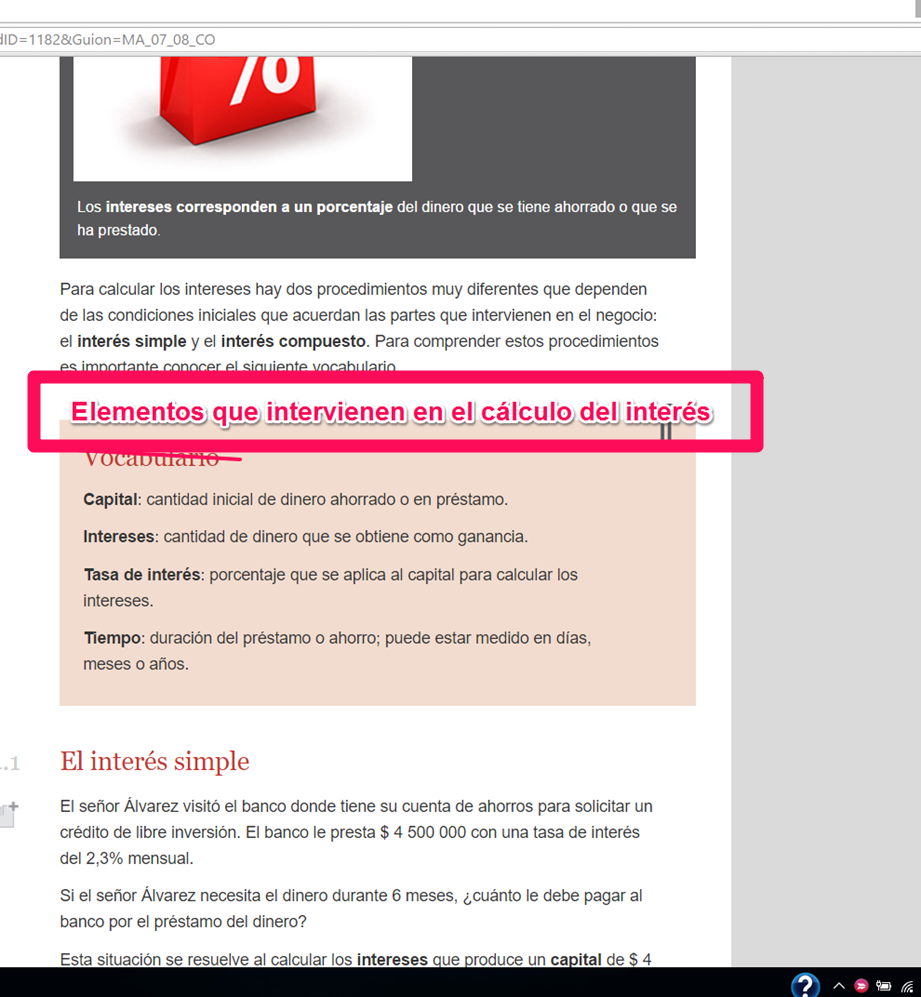 dID=1182&Guion=MA_07_08_CO
%
Los intereses corresponden a un porcentaje del dinero que se tiene ahorrado o que se
ha prestado.
Para calcular los intereses hay dos procedimientos muy diferentes que dependen
de las condiciones iniciales que acuerdan las partes que intervienen en el negocio:
el interés simple y el interés compuesto. Para comprender estos procedimientos
es importante conocer el siguiente vocabulario.
Elementos que intervienen en el cálculo del interés
Vocabulario
Capital: cantidad inicial de dinero ahorrado o en préstamo.
Intereses: cantidad de dinero que se obtiene como ganancia.
Tasa de interés: porcentaje que se aplica al capital para calcular los
intereses.
Tiempo: duración del préstamo o ahorro; puede estar medido en días,
meses o años.
.1 El interés simple
El señor Álvarez visitó el banco donde tiene su cuenta de ahorros para solicitar un
crédito de libre inversión. El banco le presta $ 4 500 000 con una tasa de interés
del 2,3% mensual.
Si el señor Álvarez necesita el dinero durante 6 meses, ¿cuánto le debe pagar al
banco por el préstamo del dinero?
Esta situación se resuelve al calcular los intereses que produce un capital de $ 4